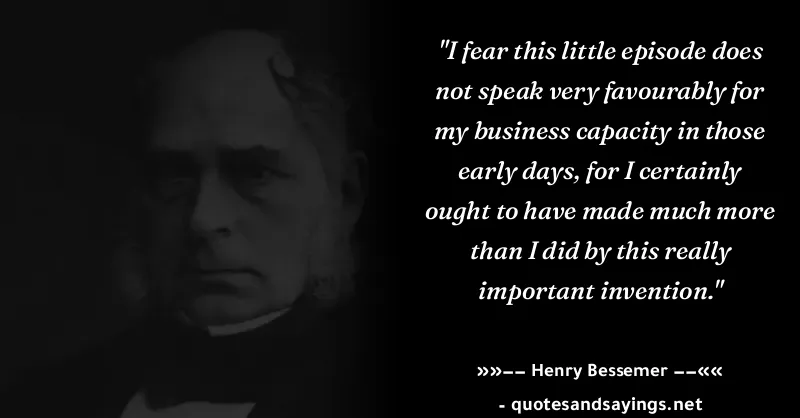 "I fear this little episode does
not speak very favourably for
my business capacity in those
early days, for I certainly
ought to have made much more
than I did by this really
important invention."
»»–– Henry Bessemer ––««
- quotesandsayings.net